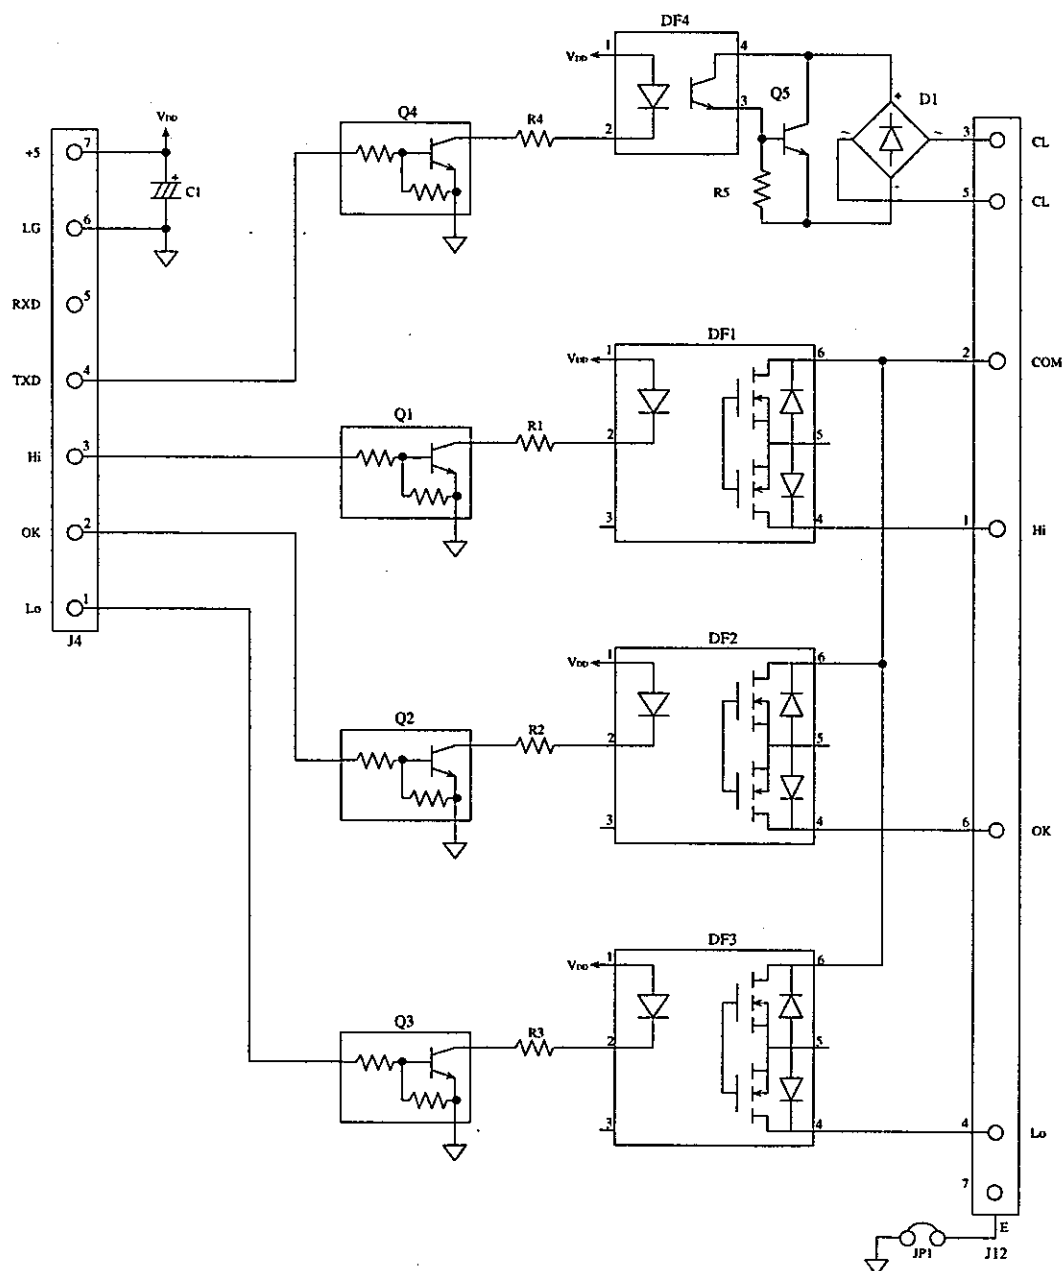 DF4
1
4
VDD
Q5
D1
+
Q4
R4
3
2
~
~
3
CL
VDD
+5
7
+
C1
R5
-
5
CL
LG
6
RXD
5
DF1
1
6
VDD
2
COM
TXD
4
Q1
R1
Hi
3
2
5
OK
2
3
4
1
Hi
Lo
1
J4
DF2
1
6
VDD
Q2
R2
2
5
3
4
6
OK
DF3
1
6
VDD
Q3
R3
2
5
3
4
4
Lo
7
E
JP1
J12